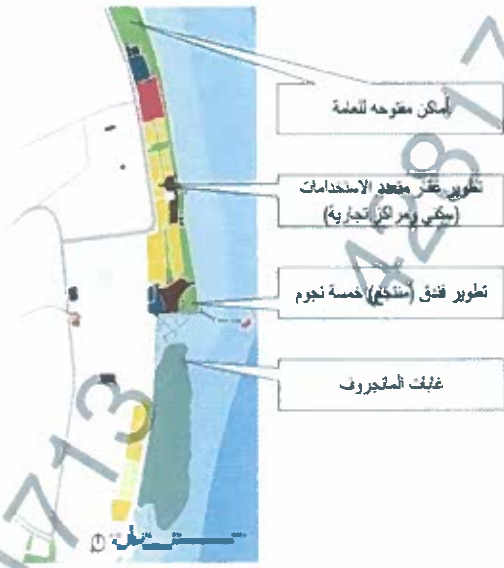 أماكن مفتوحه للعامة
تطوير عقار متعدد الاستخدامات
(سكني ومراكز تجارية)
تطوير فندق (منتجع) خمسة نجوم
غابات المانجروف